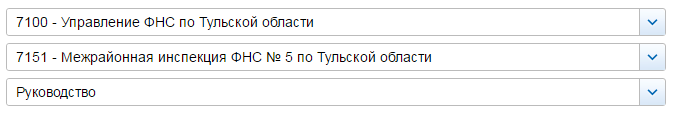 7100 - Управление ФНС по Тульской области
7151 - Межрайонная инспекция ФНС № 5 по Тульской области
Руководство